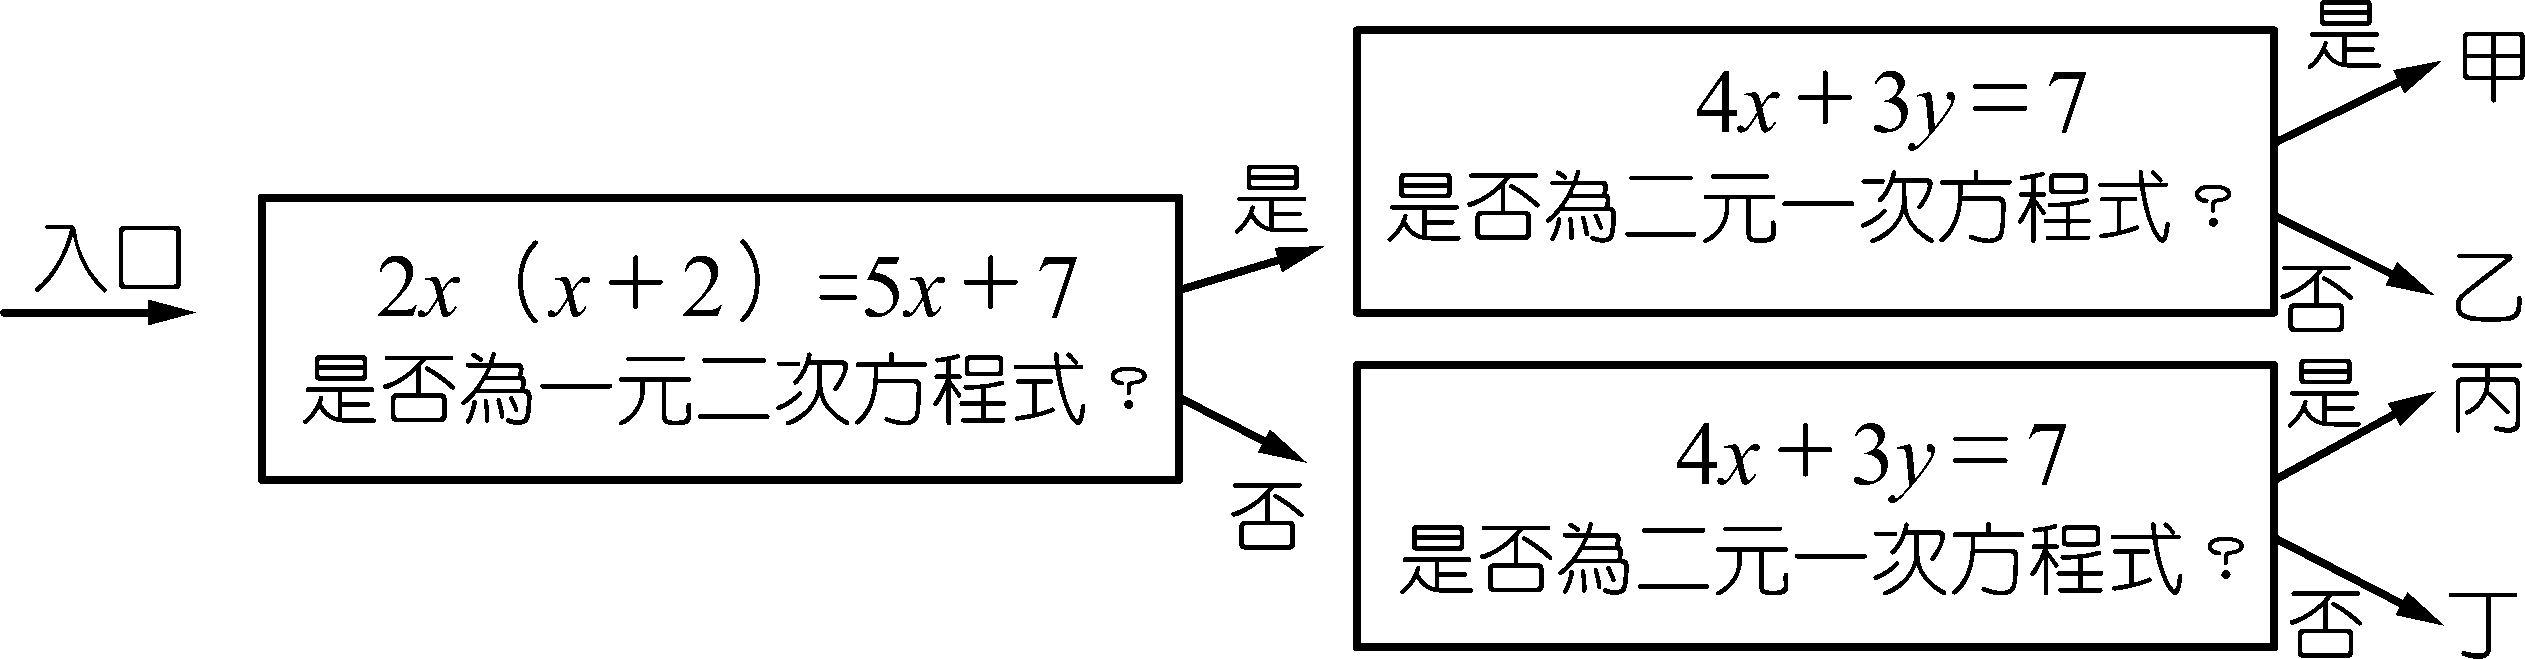 入口
2x（x＋2）=5x＋7
是否為一元二次方程式？
是
否
4x＋3y＝7
是否為二元一次方程式？
是
甲
否
乙
4x＋3y＝7
是否為二元一次方程式？
是
丙
否
丁